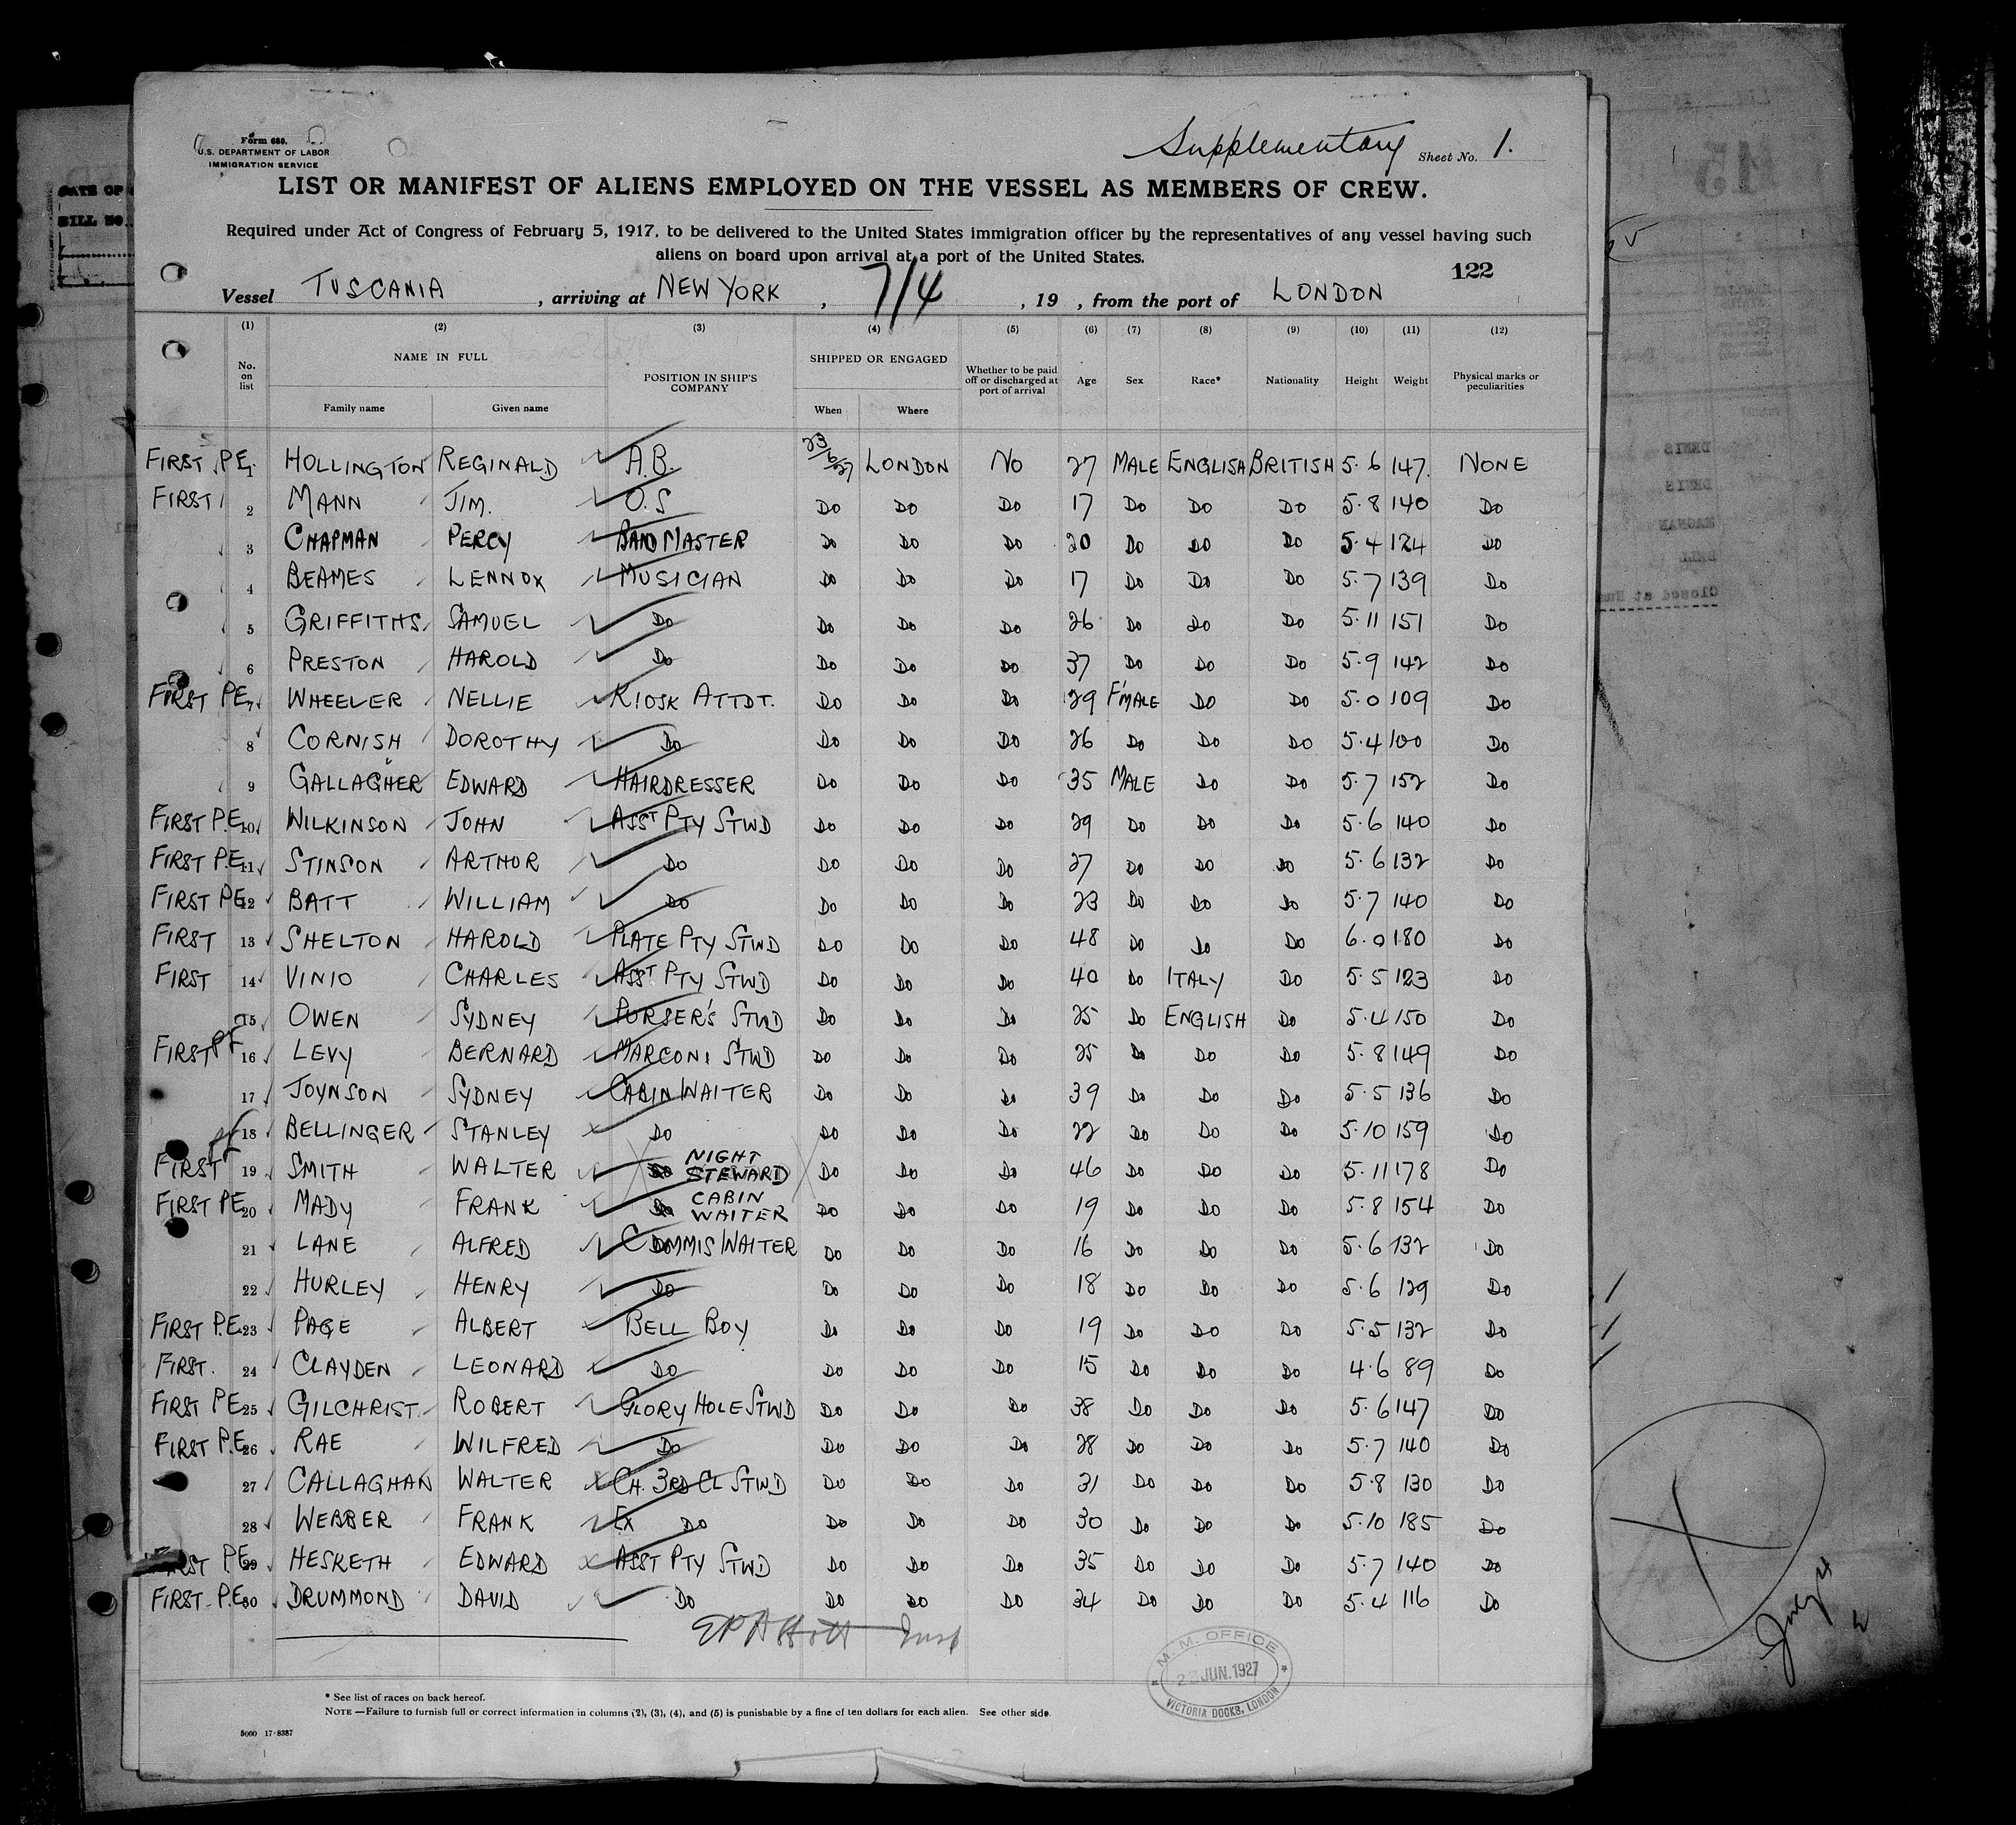 Form 689.
U.S. DEPARTMENT OF LABOR
IMMIGRATION SERVICE
Supplementary Sheet No. 1.
LIST OR MANIFEST OF ALIENS EMPLOYED ON THE VESSEL AS MEMBERS OF CREW.
Required under Act of Congress of February 5, 1917, to be delivered to the United States immigration officer by the representatives of any vessel having such
aliens on board upon arrival at a port of the United States.
122
Vessel TUSCANIA, arriving at NEW YORK, 7/4, 19 , from the port of LONDON
(1) (2) (3) (4) (5) (6) (7) (8) (9) (10) (11) (12)
No. on list NAME IN FULL Family name Given name POSITION IN SHIP'S COMPANY SHIPPED OR ENGAGED When Where Whether to be paid off or discharged at port of arrival Age Sex Race* Nationality Height Weight Physical marks or peculiarities
FIRST P.E. 1 HOLLINGTON REGINALD A.B. 23/6/27 LONDON NO 27 MALE ENGLISH BRITISH 5.6 147. NONE
FIRST 2 MANN JIM. O.S DO DO DO 17 DO DO DO 5.8 140 DO
3 CHAPMAN PERCY BAND MASTER DO DO DO 20 DO DO DO 5.4 124 DO
4 BEAMES LENNOX MUSICIAN DO DO DO 17 DO DO DO 5.7 139 DO
5 GRIFFITHS SAMUEL DO DO DO DO 26 DO DO DO 5.11 151 DO
6 PRESTON HAROLD DO DO DO DO 37 DO DO DO 5.9 142 DO
FIRST P.E. 7 WHEELER NELLIE KIOSK ATTDT. DO DO DO 29 F'MALE DO DO 5.0 109 DO
8 CORNISH DOROTHY DO DO DO DO 26 DO DO DO 5.4 100 DO
9 GALLAGHER EDWARD HAIRDRESSER DO DO DO 35 MALE DO DO 5.7 152 DO
FIRST P.E. 10 WILKINSON JOHN ASST PTY STWD DO DO DO 29 DO DO DO 5.6 140 DO
FIRST P.E. 11 STINSON ARTHUR DO DO DO DO 27 DO DO DO 5.6 132 DO
FIRST P.E. 12 BATT WILLIAM DO DO DO DO 23 DO DO DO 5.7 140 DO
FIRST 13 SHELTON HAROLD PLATE PTY STWD DO DO DO 48 DO DO DO 6.0 180 DO
FIRST 14 VINIO CHARLES ASST PTY STWD DO DO DO 40 DO ITALY DO 5.5 123 DO
15 OWEN SYDNEY PURSER'S STWD DO DO DO 25 DO ENGLISH DO 5.4 150 DO
FIRST 16 LEVY BERNARD MARCONI STWD DO DO DO 25 DO DO DO 5.8 149 DO
17 JOYNSON SYDNEY CABIN WAITER DO DO DO 39 DO DO DO 5.5 136 DO
18 BELLINGER STANLEY DO DO DO DO 22 DO DO DO 5.10 159 DO
FIRST 19 SMITH WALTER NIGHT STEWARD DO DO DO 46 DO DO DO 5.11 178 DO
FIRST P.E. 20 MADY FRANK CABIN WAITER DO DO DO 19 DO DO DO 5.8 154 DO
21 LANE ALFRED COMMIS WAITER DO DO DO 16 DO DO DO 5.6 132 DO
22 HURLEY HENRY DO DO DO DO 18 DO DO DO 5.6 129 DO
FIRST P.E. 23 PAGE ALBERT BELL BOY DO DO DO 19 DO DO DO 5.5 132 DO
FIRST. 24 CLAYDEN LEONARD DO DO DO DO 15 DO DO DO 4.6 89 DO
FIRST P.E. 25 GILCHRIST ROBERT GLORY HOLE STWD DO DO DO 38 DO DO DO 5.6 147 DO
FIRST P.E. 26 RAE WILFRED DO DO DO DO 28 DO DO DO 5.7 140 DO
27 CALLAGHAN WALTER CH. 3RD CL STWD DO DO DO 31 DO DO DO 5.8 130 DO
28 WEBBER FRANK EX DO DO DO DO 30 DO DO DO 5.10 185 DO
FIRST P.E. 29 HESKETH EDWARD ASST PTY STWD DO DO DO 35 DO DO DO 5.7 140 DO
FIRST P.E. 30 DRUMMOND DAVID DO DO DO DO 34 DO DO DO 5.4 116 DO
M. M. OFFICE
JUN. 1927
VICTORIA DOCKS, LONDON
* See list of races on back hereof.
NOTE —Failure to furnish full or correct information in columns (2), (3), (4), and (5) is punishable by a fine of ten dollars for each alien. See other side.
5000 17-8387
DATE OF
BILL NO.
July 4